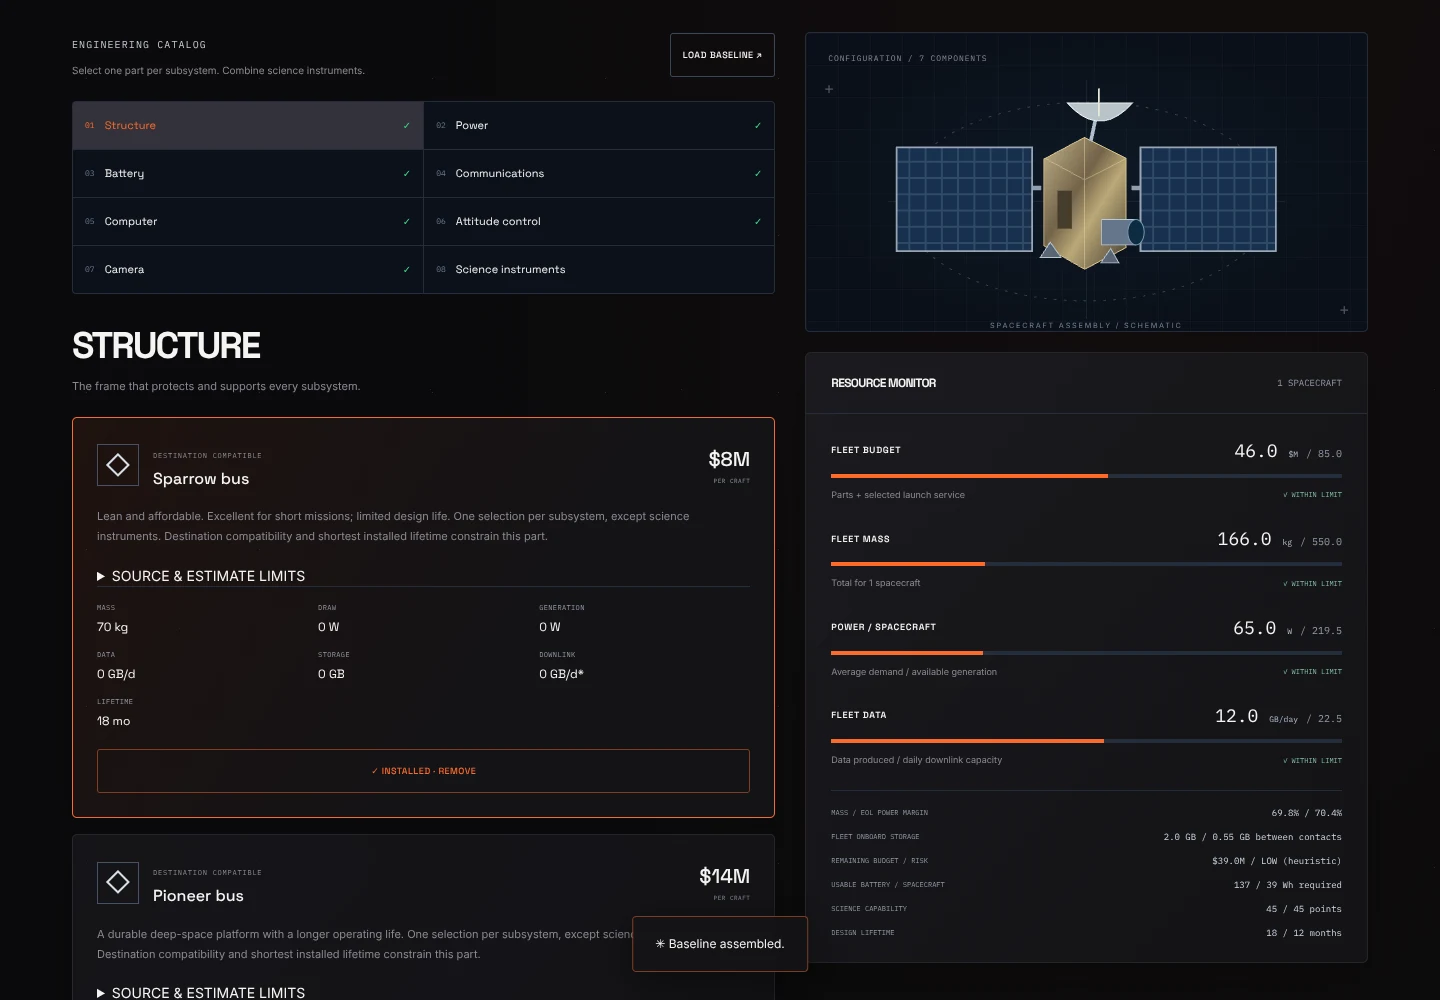 ENGINEERING CATALOG
Select one part per subsystem. Combine science instruments.
LOAD BASELINE ↗
01 Structure ✓
02 Power ✓
03 Battery ✓
04 Communications ✓
05 Computer ✓
06 Attitude control ✓
07 Camera ✓
08 Science instruments
STRUCTURE
The frame that protects and supports every subsystem.
DESTINATION COMPATIBLE
Sparrow bus
$8M
PER CRAFT
Lean and affordable. Excellent for short missions; limited design life. One selection per subsystem, except science
instruments. Destination compatibility and shortest installed lifetime constrain this part.
▶ SOURCE & ESTIMATE LIMITS
MASS DRAW GENERATION
70 kg 0 W 0 W
DATA STORAGE DOWNLINK
0 GB/d 0 GB 0 GB/d*
LIFETIME
18 mo
✓ INSTALLED · REMOVE
DESTINATION COMPATIBLE
Pioneer bus
$14M
PER CRAFT
A durable deep-space platform with a longer operating life. One selection per subsystem, except
Destination compatibility and shortest installed lifetime constrain this part.
▶ SOURCE & ESTIMATE LIMITS
✳ Baseline assembled.
CONFIGURATION / 7 COMPONENTS
SPACECRAFT ASSEMBLY / SCHEMATIC
RESOURCE MONITOR
1 SPACECRAFT
FLEET BUDGET 46.0 $M / 85.0
Parts + selected launch service ✓ WITHIN LIMIT
FLEET MASS 166.0 kg / 550.0
Total for 1 spacecraft ✓ WITHIN LIMIT
POWER / SPACECRAFT 65.0 W / 219.5
Average demand / available generation ✓ WITHIN LIMIT
FLEET DATA 12.0 GB/day / 22.5
Data produced / daily downlink capacity ✓ WITHIN LIMIT
MASS / EOL POWER MARGIN 69.8% / 70.4%
FLEET ONBOARD STORAGE 2.0 GB / 0.55 GB between contacts
REMAINING BUDGET / RISK $39.0M / LOW (heuristic)
USABLE BATTERY / SPACECRAFT 137 / 39 Wh required
SCIENCE CAPABILITY 45 / 45 points
DESIGN LIFETIME 18 / 12 months